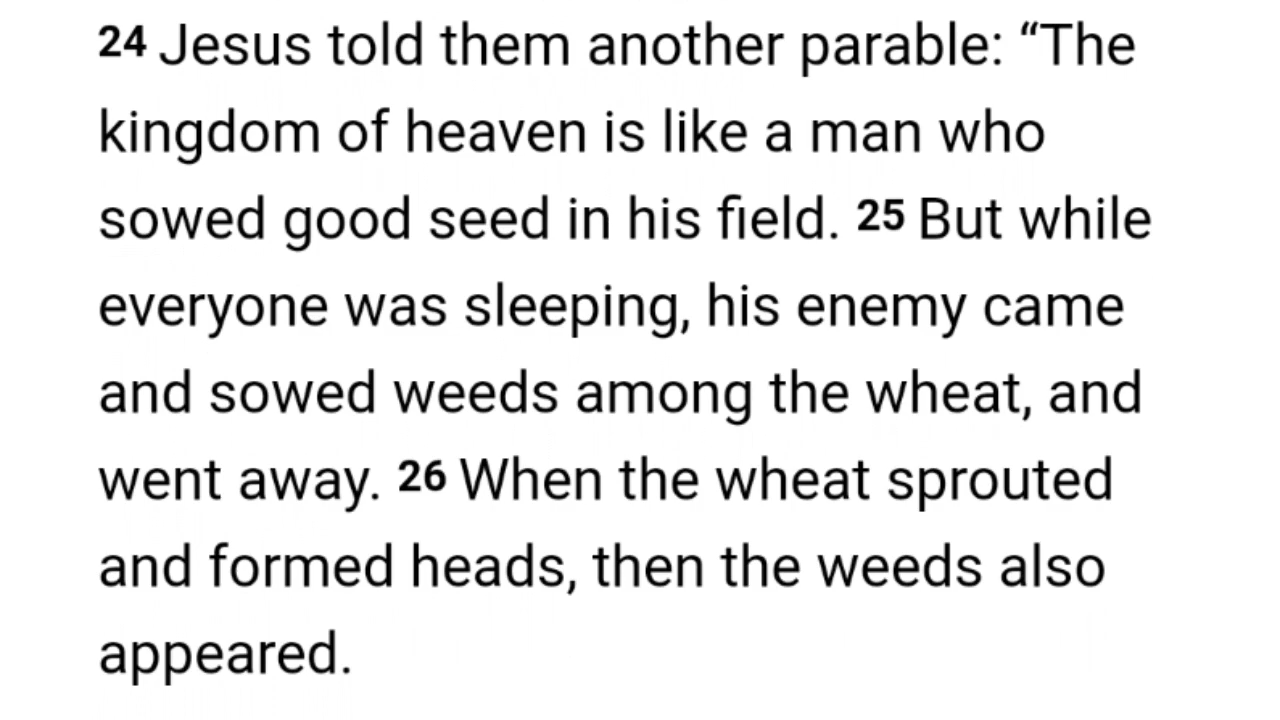 24 Jesus told them another parable: “The
kingdom of heaven is like a man who
sowed good seed in his field. 25 But while
everyone was sleeping, his enemy came
and sowed weeds among the wheat, and
went away. 26 When the wheat sprouted
and formed heads, then the weeds also
appeared.